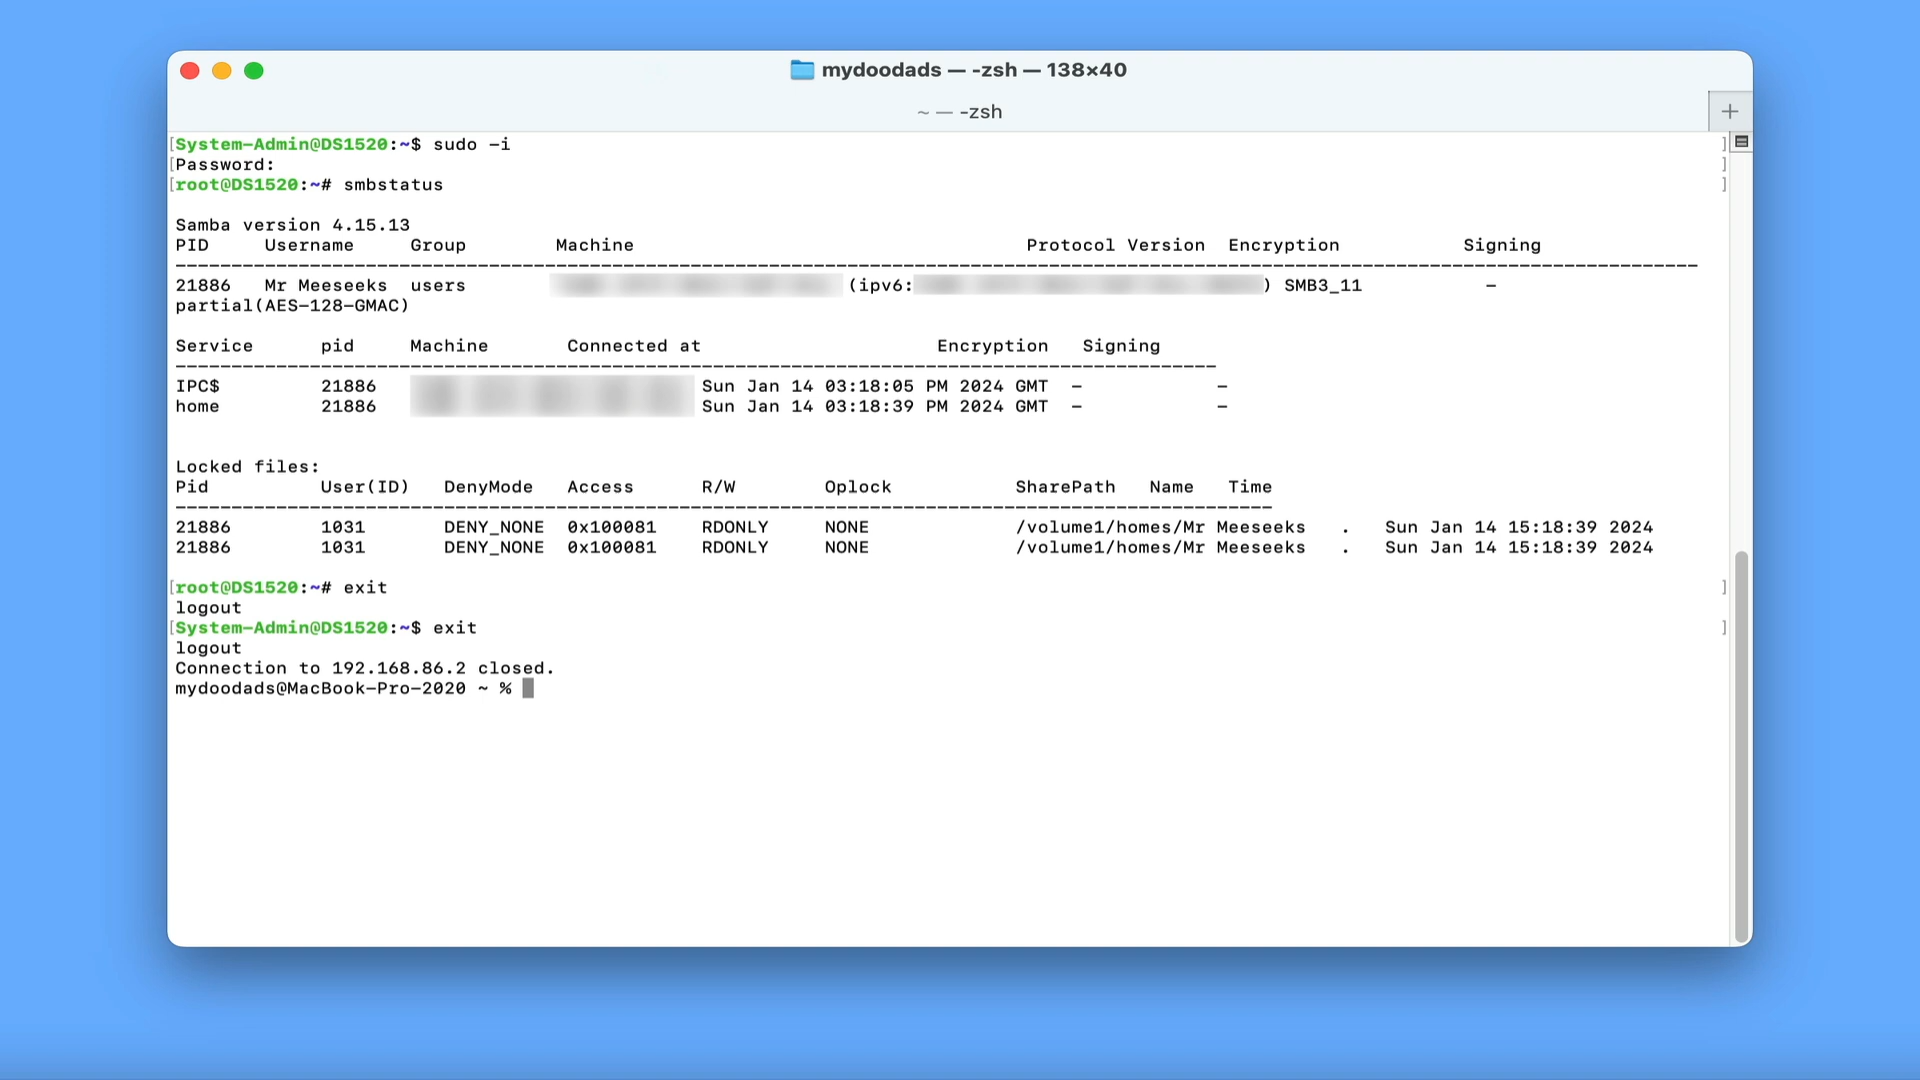 mydoodads — -zsh — 138×40
~ — -zsh
[System-Admin@DS1520:~$ sudo -i ]
[Password: ]
[root@DS1520:~# smbstatus ]
Samba version 4.15.13
PID Username Group Machine Protocol Version Encryption Signing
----------------------------------------------------------------------------------------------------------------------------------------
21886 Mr Meeseeks users (ipv6: ) SMB3_11 -
partial(AES-128-GMAC)
Service pid Machine Connected at Encryption Signing
---------------------------------------------------------------------------------------------
IPC$ 21886 Sun Jan 14 03:18:05 PM 2024 GMT - -
home 21886 Sun Jan 14 03:18:39 PM 2024 GMT - -
Locked files:
Pid User(ID) DenyMode Access R/W Oplock SharePath Name Time
--------------------------------------------------------------------------------------------------
21886 1031 DENY_NONE 0x100081 RDONLY NONE /volume1/homes/Mr Meeseeks . Sun Jan 14 15:18:39 2024
21886 1031 DENY_NONE 0x100081 RDONLY NONE /volume1/homes/Mr Meeseeks . Sun Jan 14 15:18:39 2024
[root@DS1520:~# exit ]
logout
[System-Admin@DS1520:~$ exit ]
logout
Connection to 192.168.86.2 closed.
mydoodads@MacBook-Pro-2020 ~ %